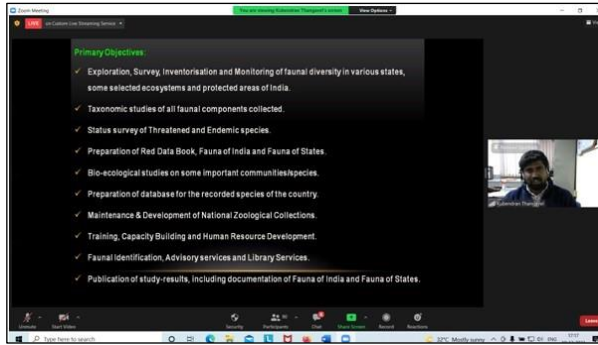 Zoom Meeting
You are viewing Kubendran Thangavel's screen
View Options
LIVE on Custom Live Streaming Service
Primary Objectives:
✓ Exploration, Survey, Inventorisation and Monitoring of faunal diversity in various states,
some selected ecosystems and protected areas of India.
✓ Taxonomic studies of all faunal components collected.
✓ Status survey of Threatened and Endemic species.
✓ Preparation of Red Data Book, Fauna of India and Fauna of States.
✓ Bio-ecological studies on some important communities/species.
✓ Preparation of database for the recorded species of the country.
✓ Maintenance & Development of National Zoological Collections.
✓ Training, Capacity Building and Human Resource Development.
✓ Faunal Identification, Advisory services and Library Services.
✓ Publication of study-results, including documentation of Fauna of India and Fauna of States.
Kubendran Thangavel
Unmute
Start Video
Security
Participants
Chat
Share Screen
Record
Reactions
Leave
Type here to search
22°C Mostly sunny
ENG
17:17